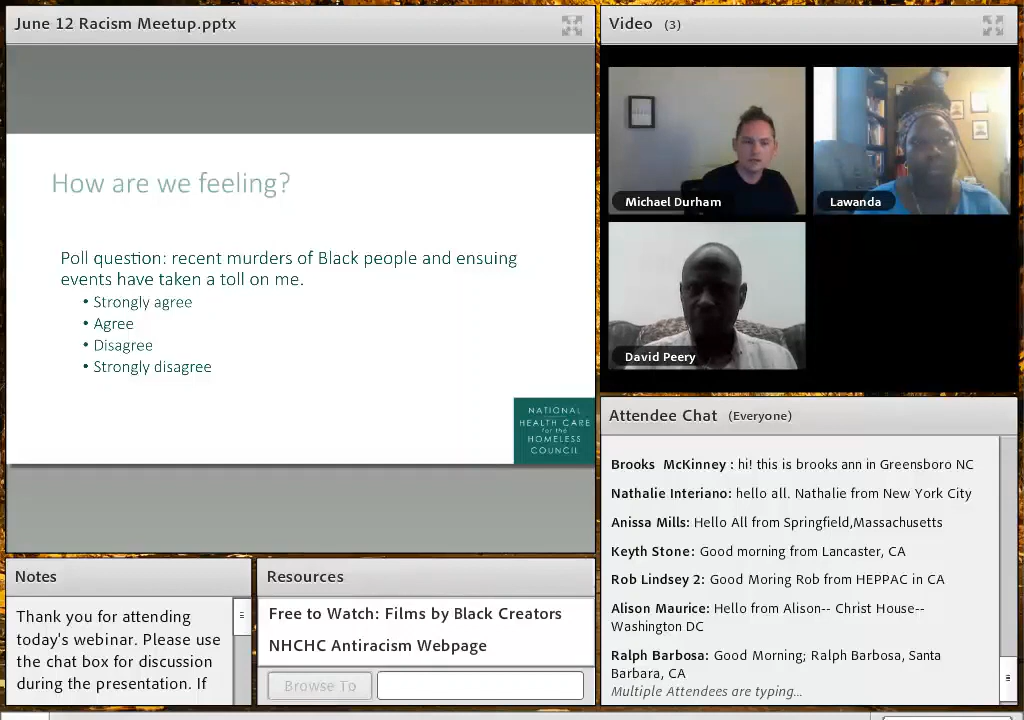 June 12 Racism Meetup.pptx
How are we feeling?
Poll question: recent murders of Black people and ensuing
events have taken a toll on me.
• Strongly agree
• Agree
• Disagree
• Strongly disagree
NATIONAL
HEALTH CARE
for the
HOMELESS
COUNCIL
Video (3)
Michael Durham
Lawanda
David Peery
Attendee Chat (Everyone)
Brooks McKinney : hi! this is brooks ann in Greensboro NC
Nathalie Interiano: hello all. Nathalie from New York City
Anissa Mills: Hello All from Springfield,Massachusetts
Keyth Stone: Good morning from Lancaster, CA
Rob Lindsey 2: Good Moring Rob from HEPPAC in CA
Alison Maurice: Hello from Alison-- Christ House--
Washington DC
Ralph Barbosa: Good Morning; Ralph Barbosa, Santa
Barbara, CA
Multiple Attendees are typing...
Notes
Thank you for attending
today's webinar. Please use
the chat box for discussion
during the presentation. If
Resources
Free to Watch: Films by Black Creators
NHCHC Antiracism Webpage
Browse To